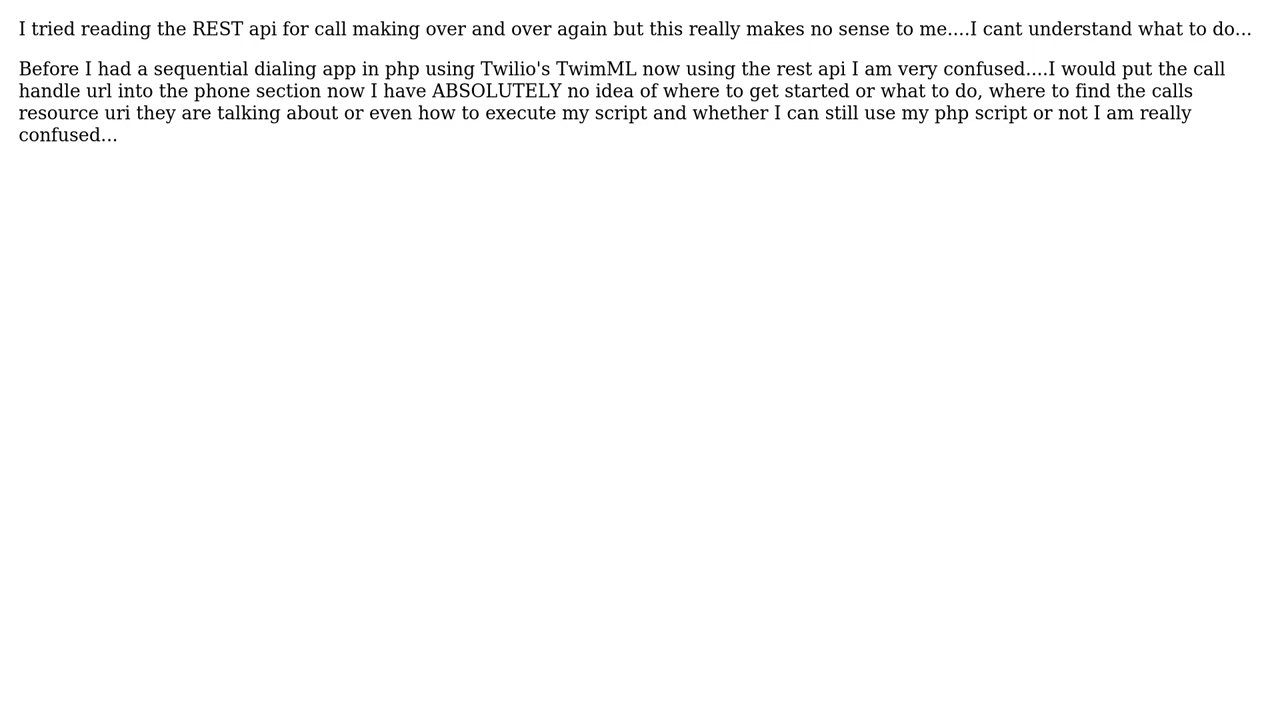 I tried reading the REST api for call making over and over again but this really makes no sense to me....I cant understand what to do...
Before I had a sequential dialing app in php using Twilio's TwimML now using the rest api I am very confused....I would put the call
handle url into the phone section now I have ABSOLUTELY no idea of where to get started or what to do, where to find the calls
resource uri they are talking about or even how to execute my script and whether I can still use my php script or not I am really
confused...